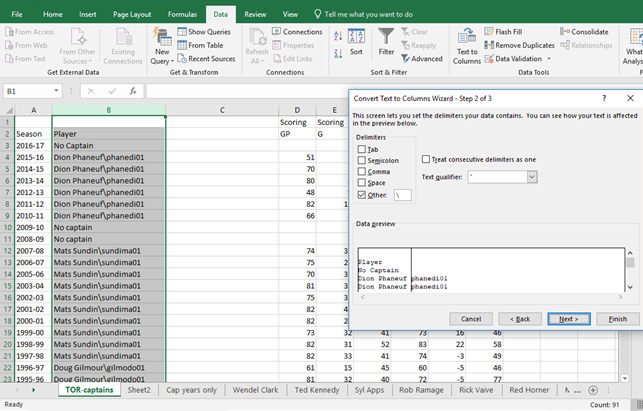 File Home Insert Page Layout Formulas Data Review View Tell me what you want to do
From Access
From Web
From Text
From Other Sources
Existing Connections
Get External Data
New Query
Show Queries
From Table
Recent Sources
Get & Transform
Refresh All
Connections
Properties
Edit Links
Connections
Sort
Filter
Clear
Reapply
Advanced
Sort & Filter
Text to Columns
Flash Fill
Remove Duplicates
Data Validation
Consolidate
Relationships
Data Tools
What-
Analys
B1 fx
A B C D E
1 Scoring Scoring
2 Season Player GP G
3 2016-17 No Captain
4 2015-16 Dion Phaneuf\phanedi01 51
5 2014-15 Dion Phaneuf\phanedi01 70
6 2013-14 Dion Phaneuf\phanedi01 80
7 2012-13 Dion Phaneuf\phanedi01 48
8 2011-12 Dion Phaneuf\phanedi01 82 1
9 2010-11 Dion Phaneuf\phanedi01 66
10 2009-10 No captain
11 2008-09 No captain
12 2007-08 Mats Sundin\sundima01 74 3
13 2006-07 Mats Sundin\sundima01 75 2
14 2005-06 Mats Sundin\sundima01 70 3
15 2003-04 Mats Sundin\sundima01 81 3
16 2002-03 Mats Sundin\sundima01 75 3
17 2001-02 Mats Sundin\sundima01 82 4
18 2000-01 Mats Sundin\sundima01 82 2
19 1999-00 Mats Sundin\sundima01 73 32 41 73 16 46
20 1998-99 Mats Sundin\sundima01 82 31 52 83 22 58
21 1997-98 Mats Sundin\sundima01 82 33 41 74 -3 49
22 1996-97 Doug Gilmour\gilmodo01 61 15 45 60 -5 46
23 1995-96 Doug Gilmour\gilmodo01 81 32 40 72 -5 77
Convert Text to Columns Wizard - Step 2 of 3 ? ×
This screen lets you set the delimiters your data contains. You can see how your text is affected
in the preview below.
Delimiters
Tab
Semicolon
Comma
Space
Other: \
Treat consecutive delimiters as one
Text qualifier: "
Data preview
Player
No Captain
Dion Phaneuf phanedi01
Dion Phaneuf phanedi01
Cancel < Back Next > Finish
TOR-captains Sheet2 Cap years only Wendel Clark Ted Kennedy Syl Apps Rob Ramage Rick Vaive Red Horner
Ready Count: 91